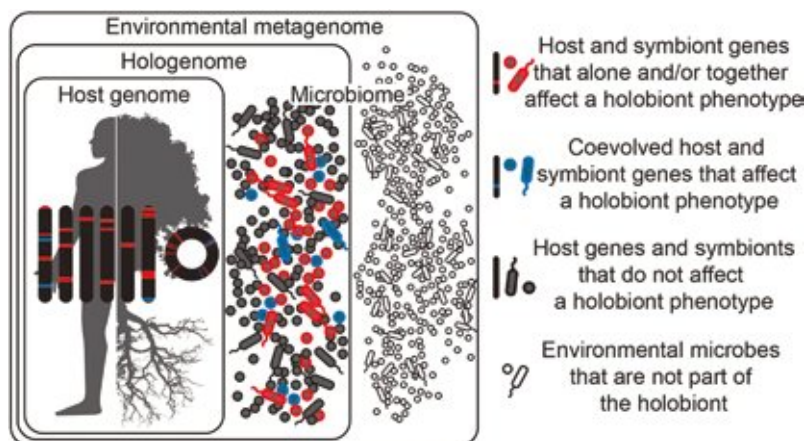 Environmental metagenome
Hologenome
Host genome
Microbiome
Host and symbiont genes
that alone and/or together
affect a holobiont phenotype
Coevolved host and
symbiont genes that affect
a holobiont phenotype
Host genes and symbionts
that do not affect
a holobiont phenotype
Environmental microbes
that are not part of
the holobiont